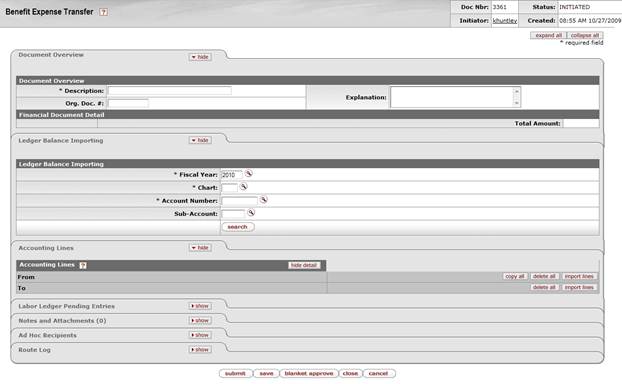 Benefit Expense Transfer ?
Doc Nbr: 3361 Status: INITIATED
Initiator: khuntley Created: 08:55 AM 10/27/2009
expand all collapse all
* required field
Document Overview hide
Document Overview
* Description: Explanation:
Org. Doc. #:
Financial Document Detail
Total Amount:
Ledger Balance Importing hide
Ledger Balance Importing
* Fiscal Year: 2010
* Chart:
* Account Number:
Sub-Account:
search
Accounting Lines hide
Accounting Lines ? hide detail
From copy all delete all import lines
To delete all import lines
Labor Ledger Pending Entries show
Notes and Attachments (0) show
Ad Hoc Recipients show
Route Log show
submit save blanket approve close cancel